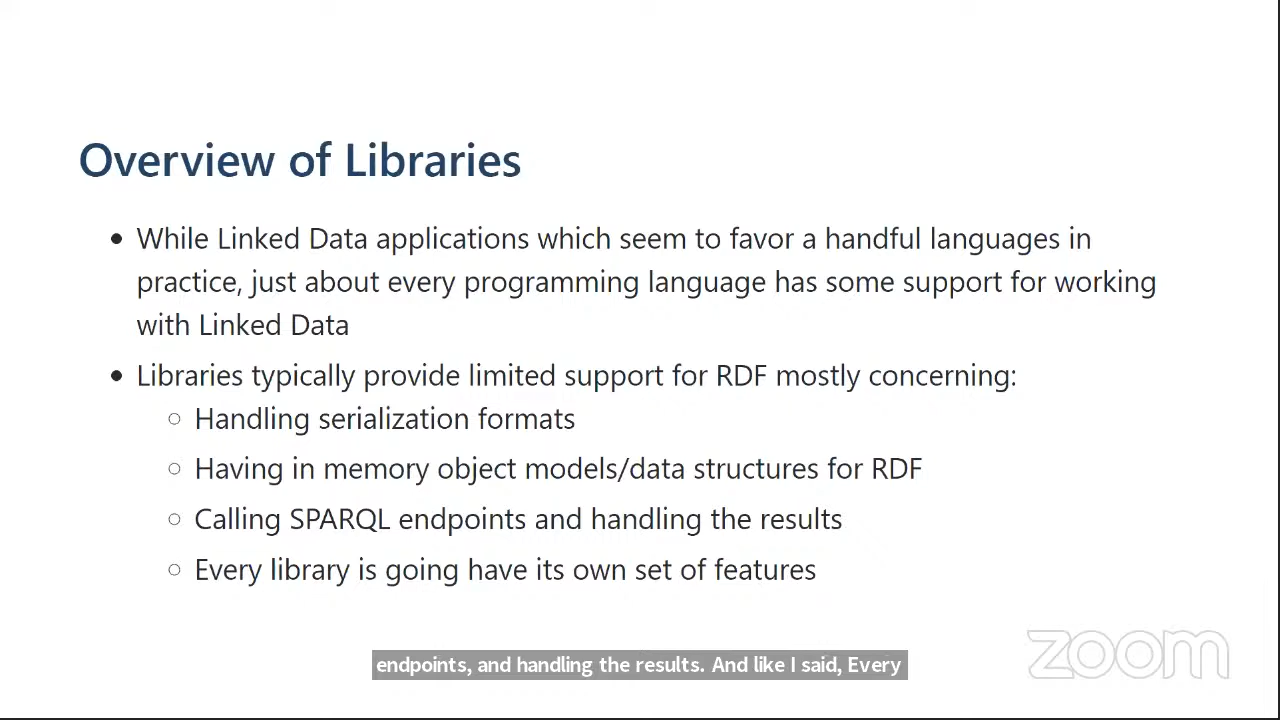 Overview of Libraries
• While Linked Data applications which seem to favor a handful languages in
practice, just about every programming language has some support for working
with Linked Data
• Libraries typically provide limited support for RDF mostly concerning:
○ Handling serialization formats
○ Having in memory object models/data structures for RDF
○ Calling SPARQL endpoints and handling the results
○ Every library is going have its own set of features
endpoints, and handling the results. And like I said, Every
zoom